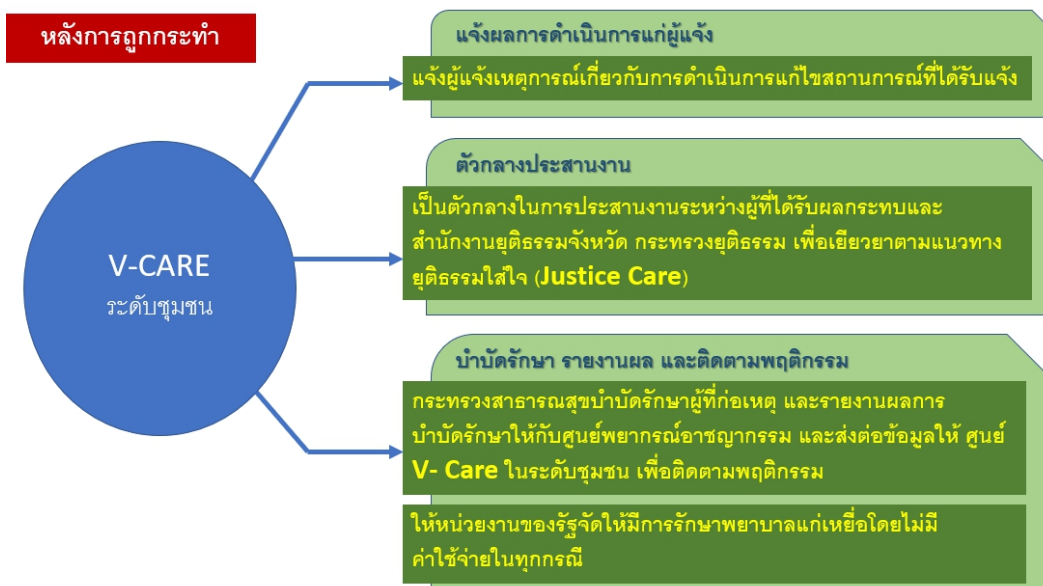 หลังการถูกกระทำ
V-CARE
ระดับชุมชน
แจ้งผลการดำเนินการแก่ผู้แจ้ง
แจ้งผู้แจ้งเหตุการณ์เกี่ยวกับการดำเนินการแก้ไขสถานการณ์ที่ได้รับแจ้ง
ตัวกลางประสานงาน
เป็นตัวกลางในการประสานงานระหว่างผู้ที่ได้รับผลกระทบและ
สำนักงานยุติธรรมจังหวัด กระทรวงยุติธรรม เพื่อเยียวยาตามแนวทาง
ยุติธรรมใส่ใจ (Justice Care)
บำบัดรักษา รายงานผล และติดตามพฤติกรรม
กระทรวงสาธารณสุขบำบัดรักษาผู้ที่ก่อเหตุ และรายงานผลการ
บำบัดรักษาให้กับศูนย์พยากรณ์อาชญากรรม และส่งต่อข้อมูลให้ ศูนย์
V- Care ในระดับชุมชน เพื่อติดตามพฤติกรรม
ให้หน่วยงานของรัฐจัดให้มีการรักษาพยาบาลแก่เหยื่อโดยไม่มี
ค่าใช้จ่ายในทุกกรณี